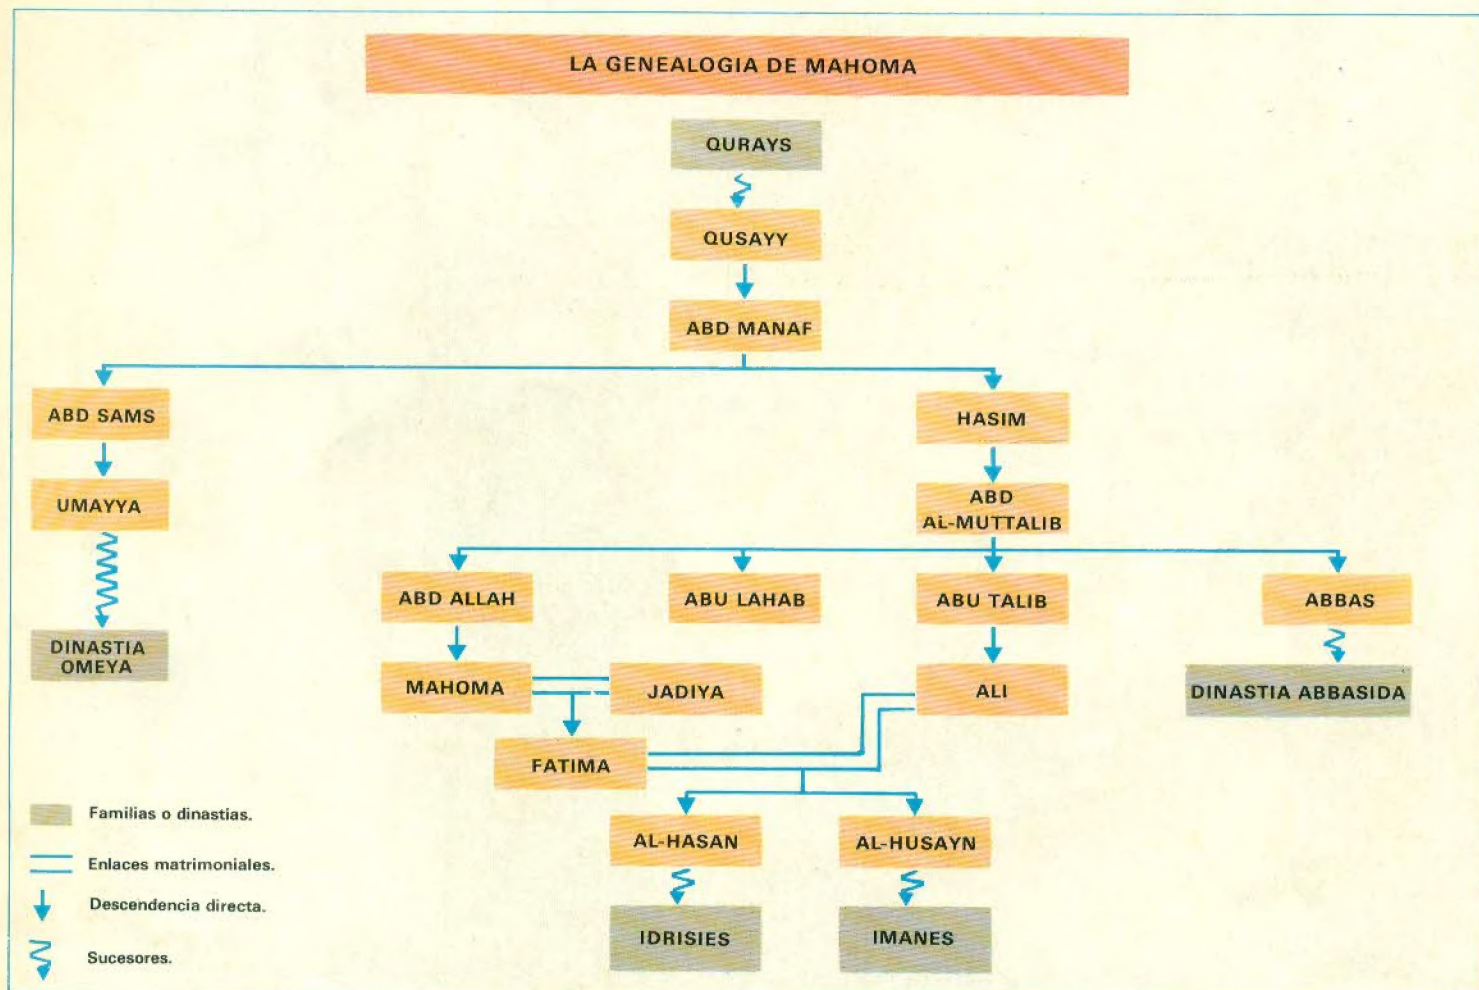 LA GENEALOGIA DE MAHOMA
QURAYS
QUSAYY
ABD MANAF
ABD SAMS
HASIM
UMAYYA
ABD
AL-MUTTALIB
ABD ALLAH
ABU LAHAB
ABU TALIB
ABBAS
DINASTIA
OMEYA
MAHOMA
JADIYA
ALI
DINASTIA ABBASIDA
FATIMA
AL-HASAN
AL-HUSAYN
IDRISIES
IMANES
Familias o dinastías.
Enlaces matrimoniales.
Descendencia directa.
Sucesores.